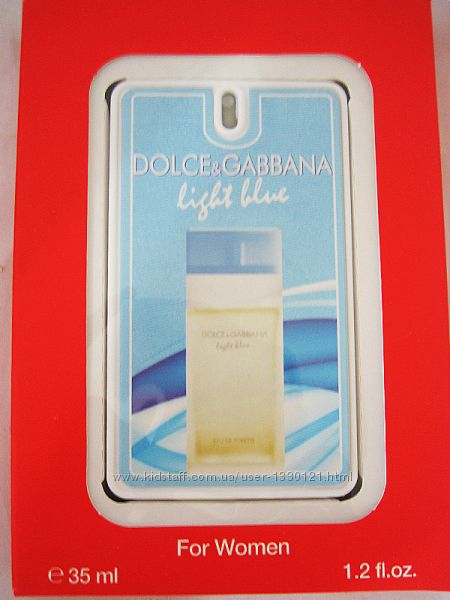 DOLCE&GABBANA
light blue
DOLCE&GABBANA
light blue
EAU DE TOILETTE
www.kidstaff.com.ua/user-1330121.html
For Women
℮ 35 ml
1.2 fl.oz.